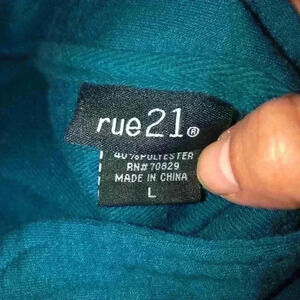 rue21®
40% POLYESTER
RN# 70829
MADE IN CHINA
L